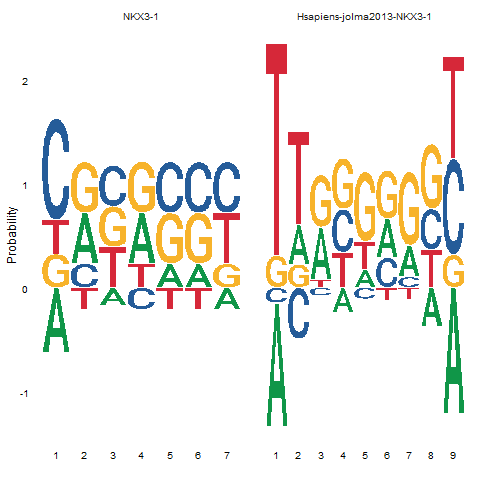 NKX3-1
Hsapiens-jolma2013-NKX3-1
Probability
2
1
0
-1
C T G A
G A C T
C G T A
G A T C
C G A T
C G A T
C T G A
T G C A
T A G C
G A T C
G C T A
G T A C
G A C T
G A C T
G C T A
T C G A
1 2 3 4 5 6 7
1 2 3 4 5 6 7 8 9